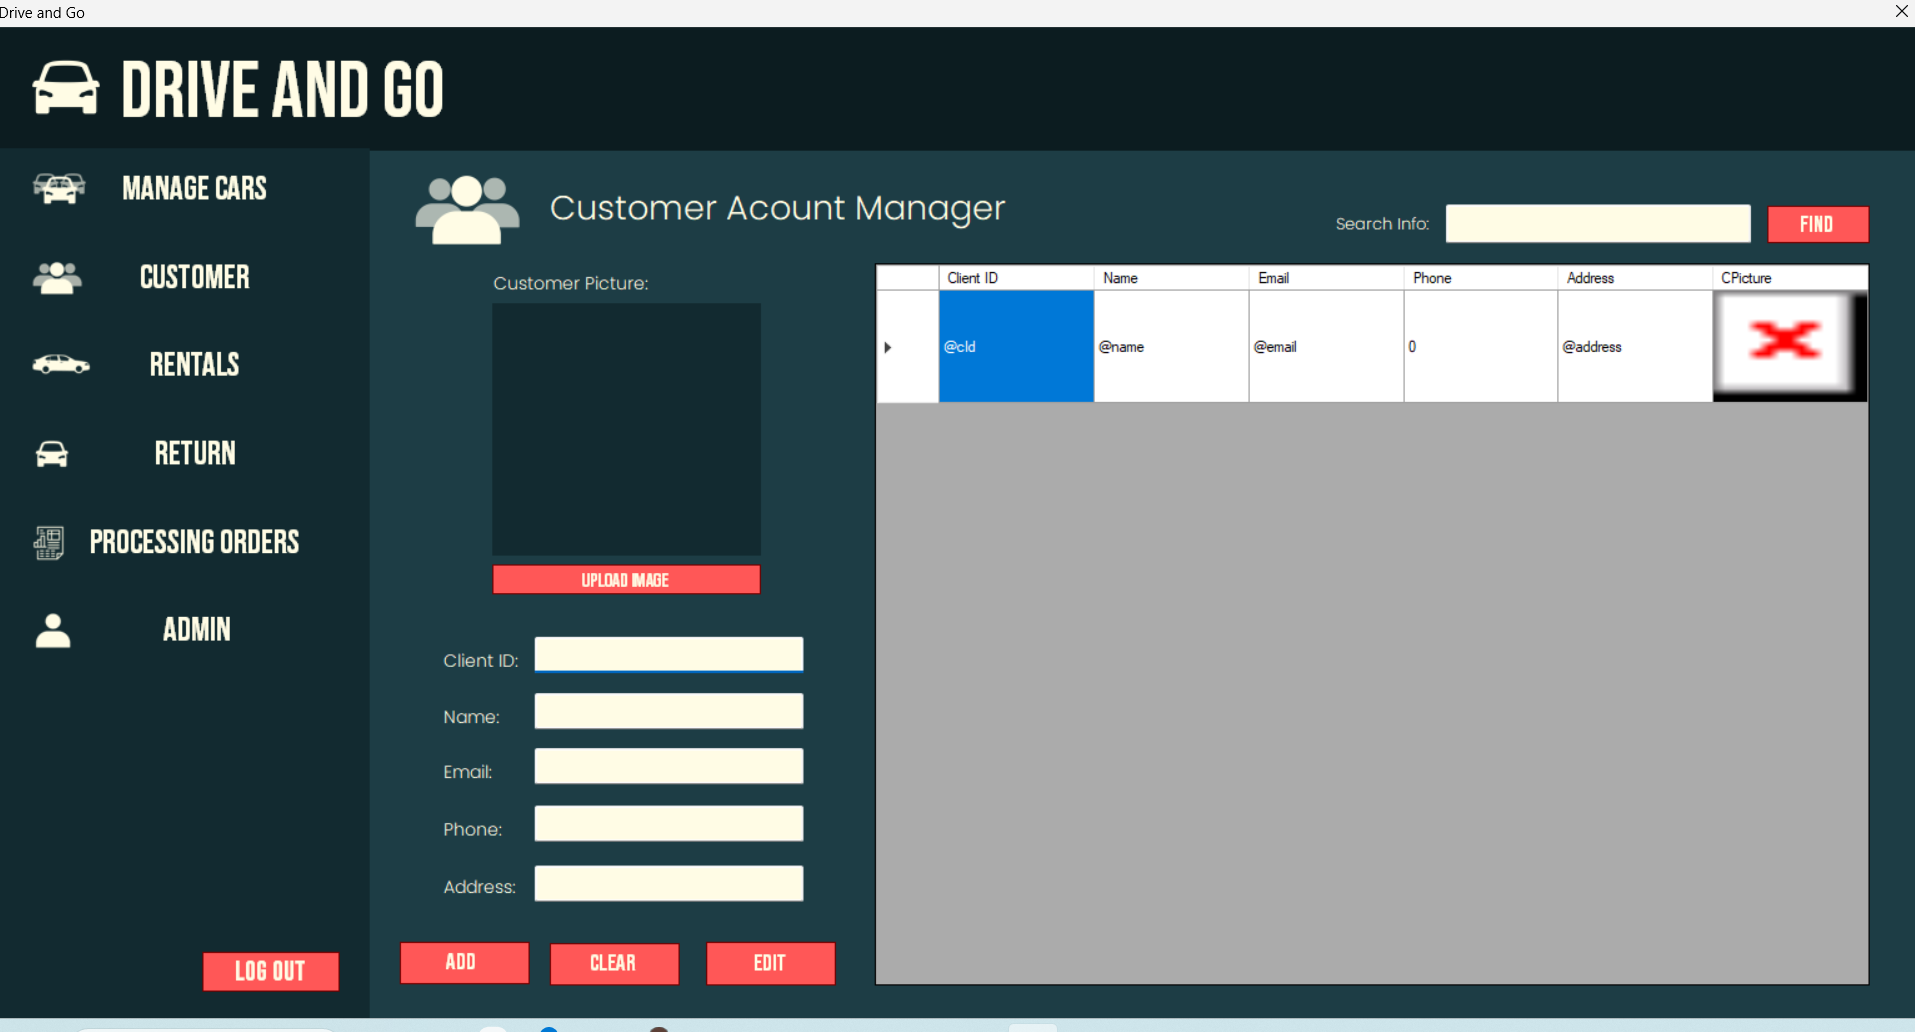 Drive and Go
DRIVE AND GO
MANAGE CARS
CUSTOMER
RENTALS
RETURN
PROCESSING ORDERS
ADMIN
LOG OUT
Customer Acount Manager
Search Info:
FIND
Customer Picture:
UPLOAD IMAGE
Client ID:
Name:
Email:
Phone:
Address:
ADD CLEAR EDIT
Client ID Name Email Phone Address CPicture
@cId @name @email 0 @address